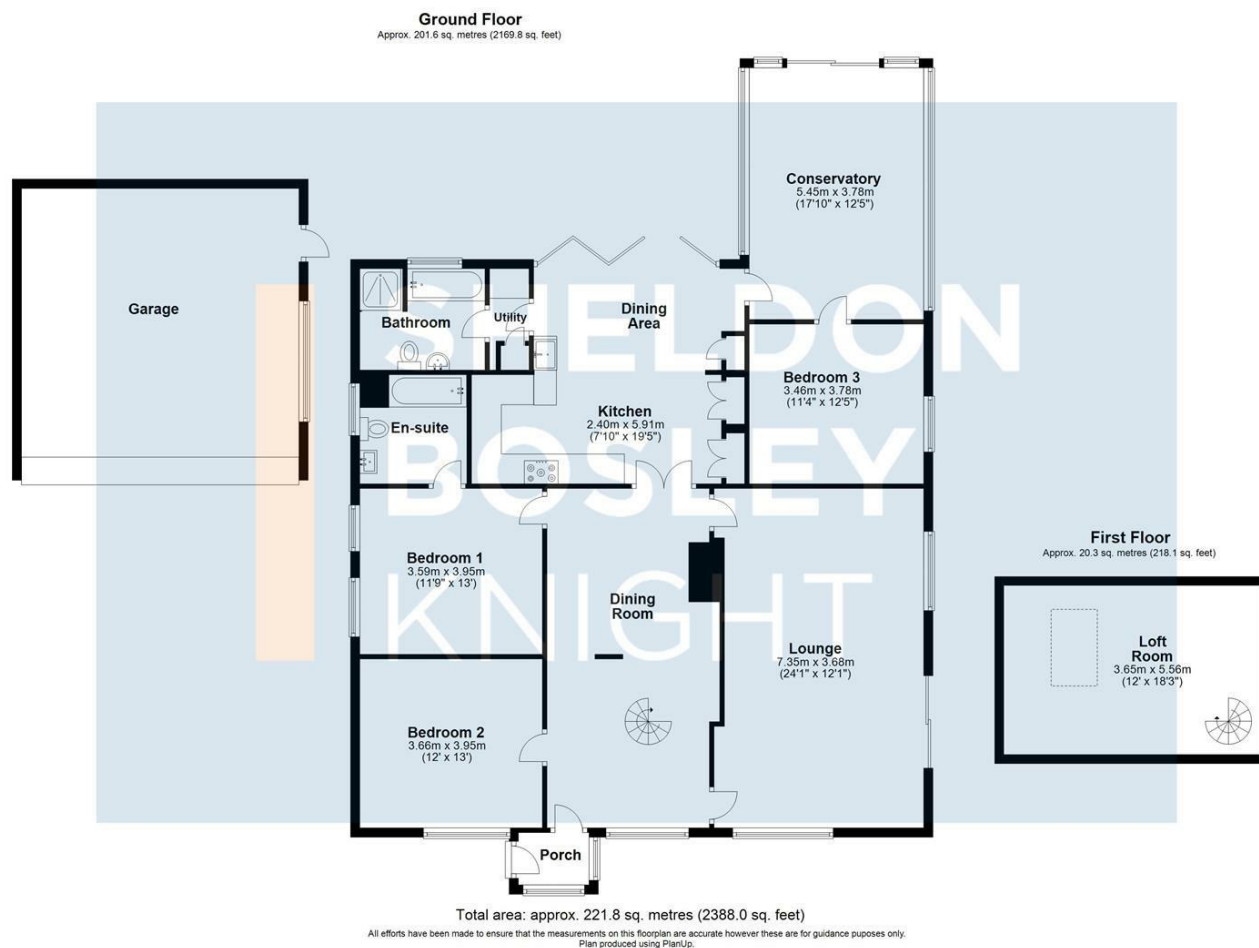 Ground Floor
Approx. 201.6 sq. metres (2169.8 sq. feet)
Conservatory
5.45m x 3.78m
(17'10" x 12'5")
Garage
SHELDON
BOSLEY
KNIGHT
Bathroom
Utility
Dining
Area
Bedroom 3
3.46m x 3.78m
(11'4" x 12'5")
Kitchen
2.40m x 5.91m
(7'10" x 19'5")
En-suite
Bedroom 1
3.59m x 3.95m
(11'9" x 13')
Dining
Room
Lounge
7.35m x 3.68m
(24'1" x 12'1")
First Floor
Approx. 20.3 sq. metres (218.1 sq. feet)
Loft
Room
3.65m x 5.56m
(12' x 18'3")
Bedroom 2
3.66m x 3.95m
(12' x 13')
Porch
Total area: approx. 221.8 sq. metres (2388.0 sq. feet)
All efforts have been made to ensure that the measurements on this floorplan are accurate however these are for guidance puposes only.
Plan produced using PlanUp.